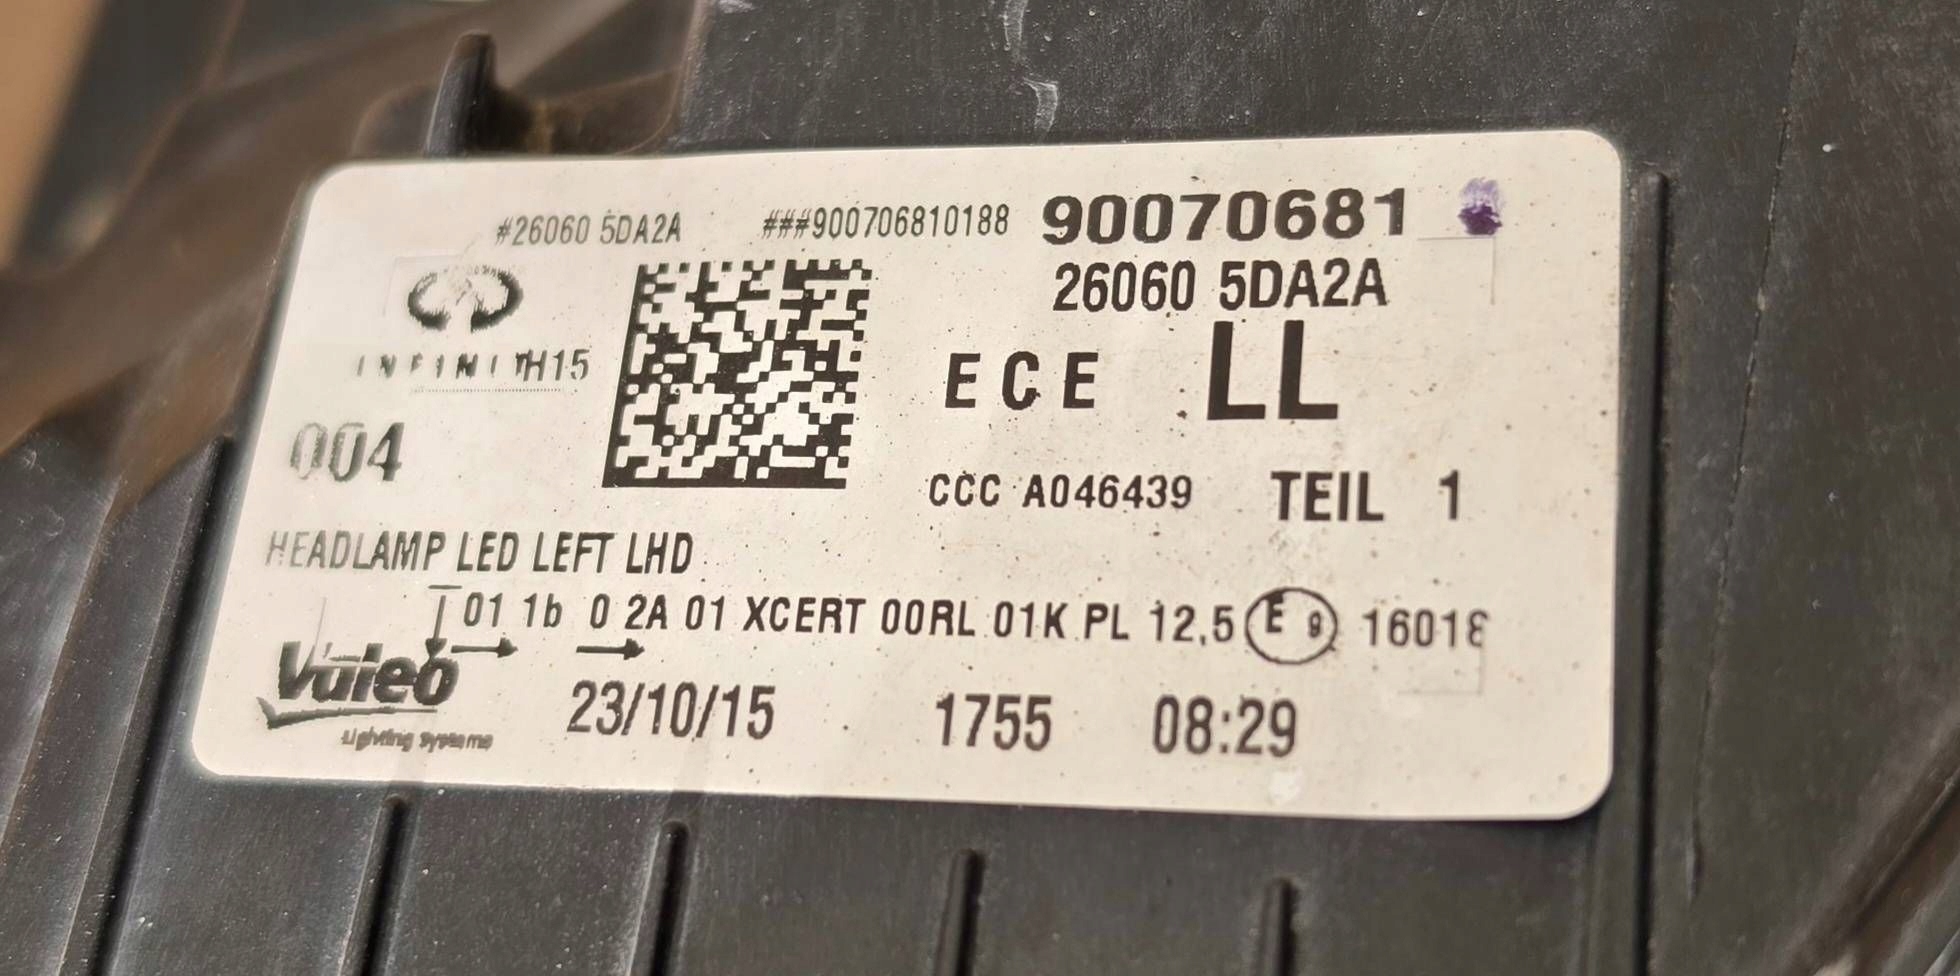 #26060 5DA2A ###900706810188 90070681
26060 5DA2A
INFINITI H15
ECE LL
004
CCC A046439 TEIL 1
HEADLAMP LED LEFT LHD
01 1b 0 2A 01 XCERT 00RL 01K PL 12,5 E 9 16018
Valeo
Lighting Systems
23/10/15 1755 08:29